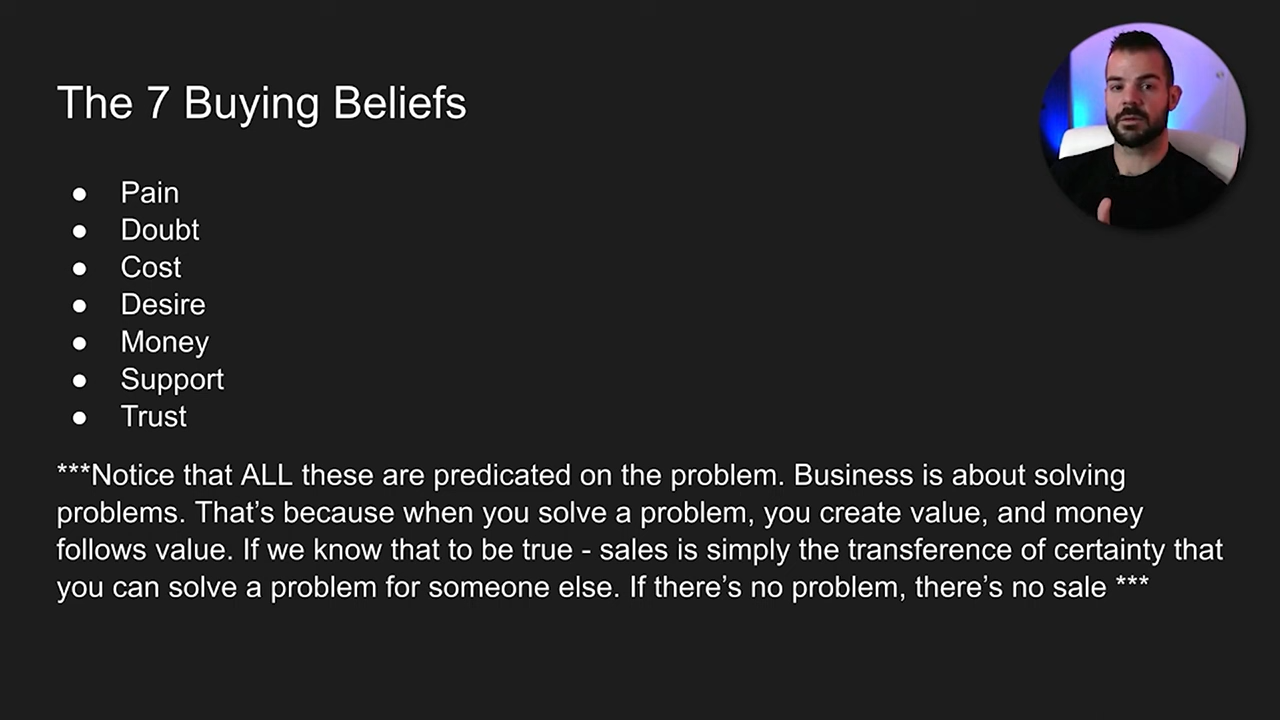 The 7 Buying Beliefs
● Pain
● Doubt
● Cost
● Desire
● Money
● Support
● Trust
***Notice that ALL these are predicated on the problem. Business is about solving
problems. That’s because when you solve a problem, you create value, and money
follows value. If we know that to be true - sales is simply the transference of certainty that
you can solve a problem for someone else. If there’s no problem, there’s no sale ***